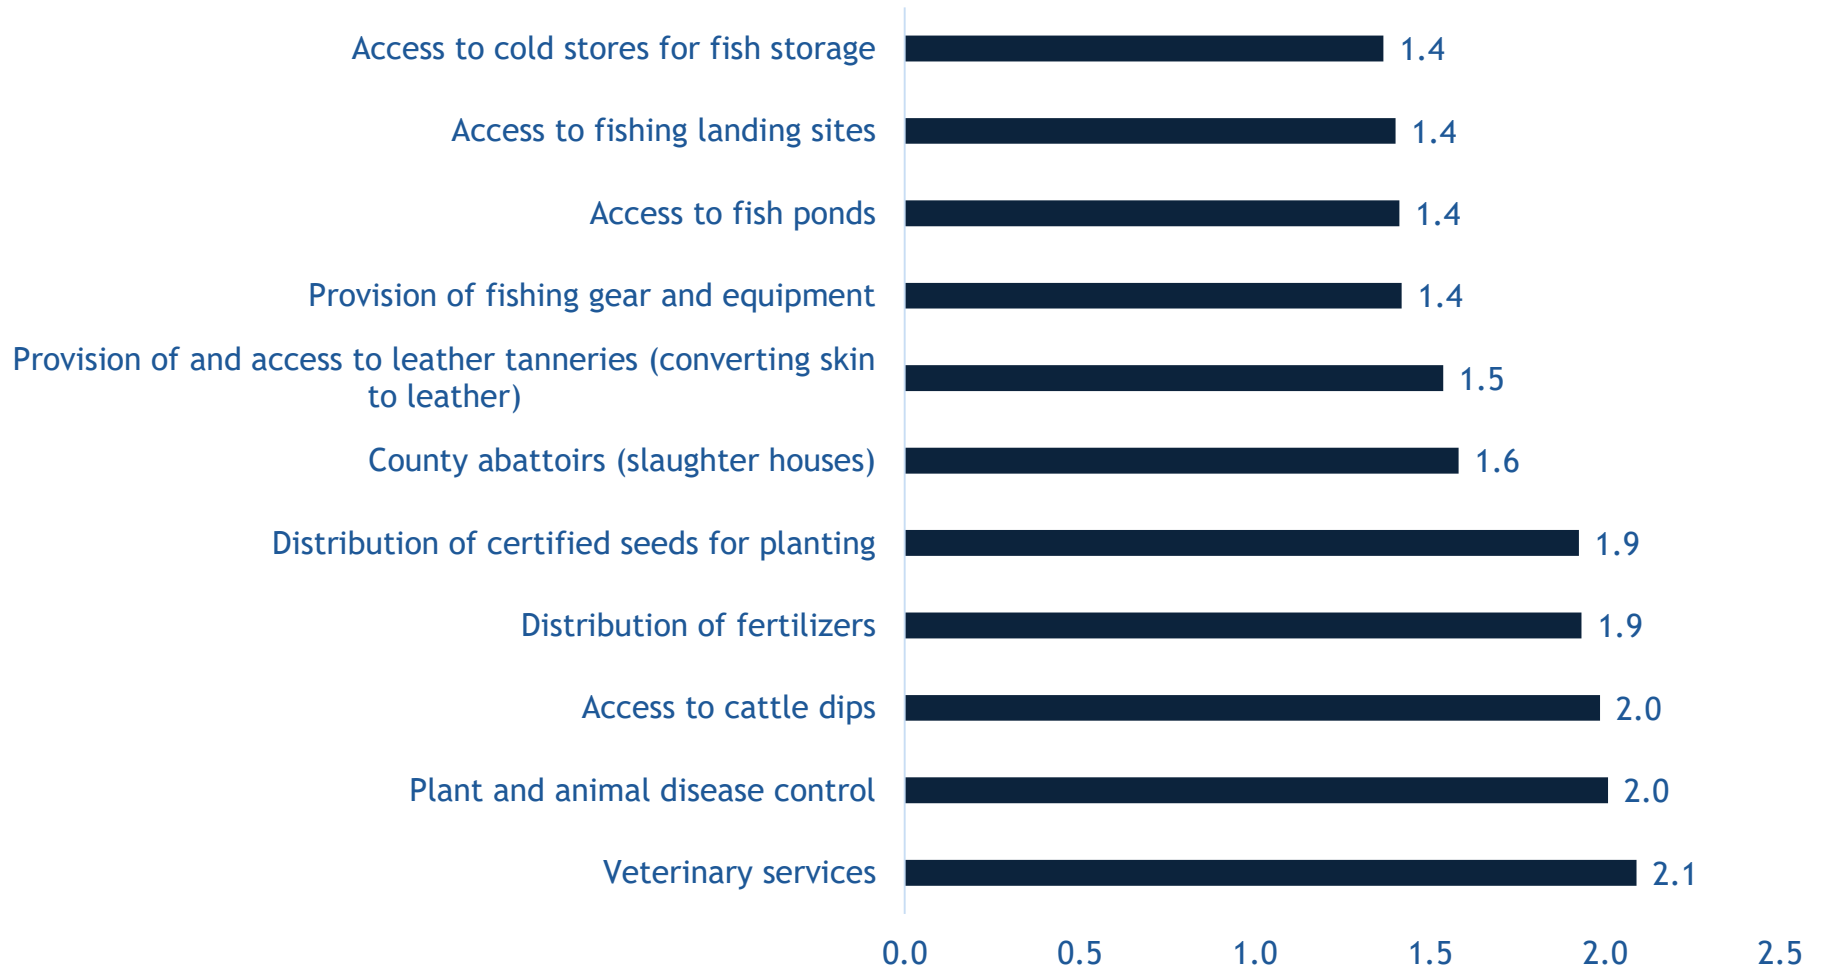 Access to cold stores for fish storage 1.4
Access to fishing landing sites 1.4
Access to fish ponds 1.4
Provision of fishing gear and equipment 1.4
Provision of and access to leather tanneries (converting skin
to leather) 1.5
County abattoirs (slaughter houses) 1.6
Distribution of certified seeds for planting 1.9
Distribution of fertilizers 1.9
Access to cattle dips 2.0
Plant and animal disease control 2.0
Veterinary services 2.1
0.0 0.5 1.0 1.5 2.0 2.5